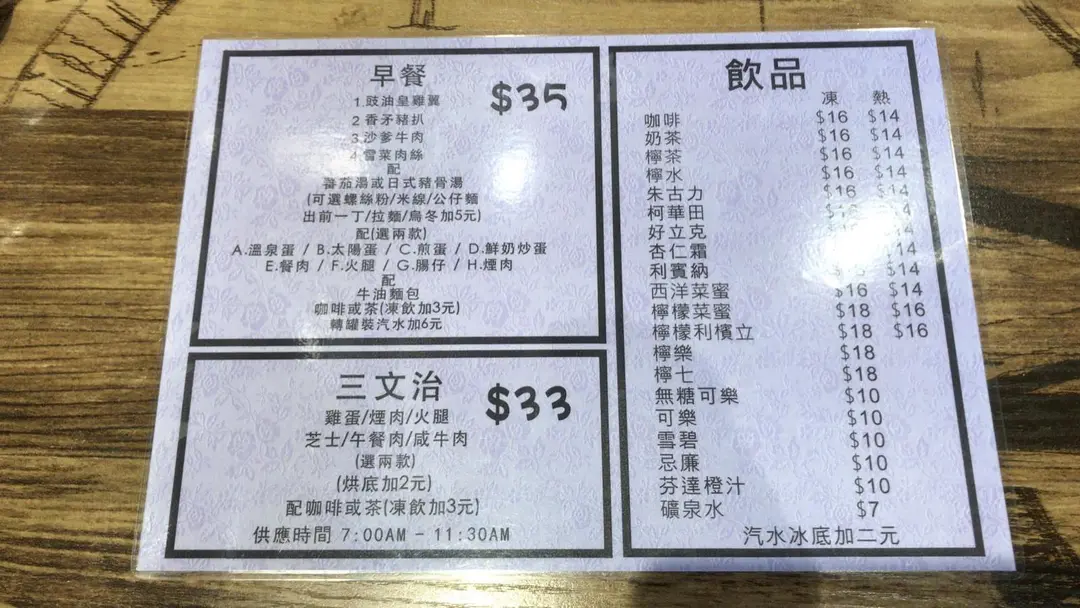 早餐 $35
1 豉油皇雞翼
2 香矛豬扒
3 沙爹牛肉
4 雪菜肉絲
配
蕃茄湯或日式豬骨湯
(可選螺絲粉/米線/公仔麵
出前一丁/拉麵/烏冬加5元)
配(選兩款)
A.溫泉蛋 / B.太陽蛋 / C.煎蛋 / D.鮮奶炒蛋
E.餐肉 / F.火腿 / G.腸仔 / H.煙肉
配
牛油麵包
咖啡或茶(凍飲加3元)
轉罐裝汽水加6元
三文治 $33
雞蛋/煙肉/火腿
芝士/午餐肉/咸牛肉
(選兩款)
(烘底加2元)
配咖啡或茶(凍飲加3元)
供應時間 7:00AM - 11:30AM
飲品
凍 熱
咖啡 $16 $14
奶茶 $16 $14
檸茶 $16 $14
檸水 $16 $14
朱古力 $16 $14
柯華田
好立克
杏仁霜
利賓納 $14
西洋菜蜜 $16 $14
檸檬菜蜜 $18 $16
檸檬利檳立 $18 $16
檸樂 $18
檸七 $18
無糖可樂 $10
可樂 $10
雪碧 $10
忌廉 $10
芬達橙汁 $10
礦泉水 $7
汽水冰底加二元